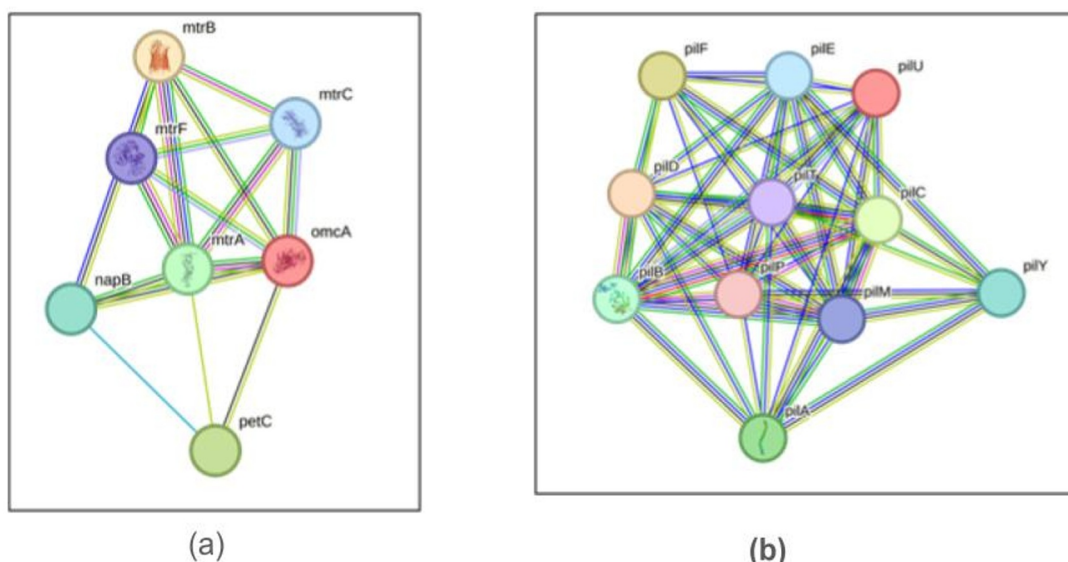 mtrB
mtrC
mtrF
mtrA
omcA
napB
petC
(a)
pilF
pilE
pilU
pilD
pilT
pilC
pilB
pilP
pilY
pilM
pilA
(b)